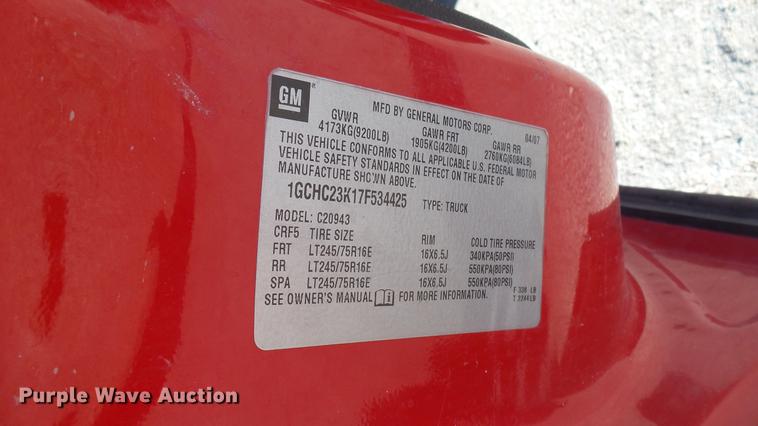 GM
MFD BY GENERAL MOTORS CORP. 04/07
GVWR GAWR FRT GAWR RR
4173KG(9200LB) 1905KG(4200LB) 2760KG(6084LB)
THIS VEHICLE CONFORMS TO ALL APPLICABLE U.S. FEDERAL MOTOR
VEHICLE SAFETY STANDARDS IN EFFECT ON THE DATE OF
MANUFACTURE SHOWN ABOVE.
1GCHC23K17F534425 TYPE: TRUCK
MODEL: C20943
CRF5 TIRE SIZE RIM COLD TIRE PRESSURE
FRT LT245/75R16E 16X6.5J 340KPA(50PSI)
RR LT245/75R16E 16X6.5J 550KPA(80PSI)
SPA LT245/75R16E 16X6.5J 550KPA(80PSI)
SEE OWNER'S MANUAL FOR MORE INFORMATION.
F 338 LB
T 3244LB
Purple Wave Auction®